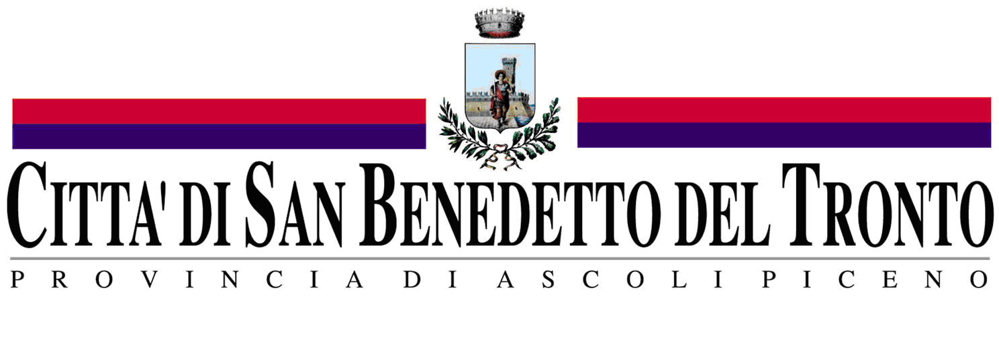 CITTA' DI SAN BENEDETTO DEL TRONTO
PROVINCIA DI ASCOLI PICENO